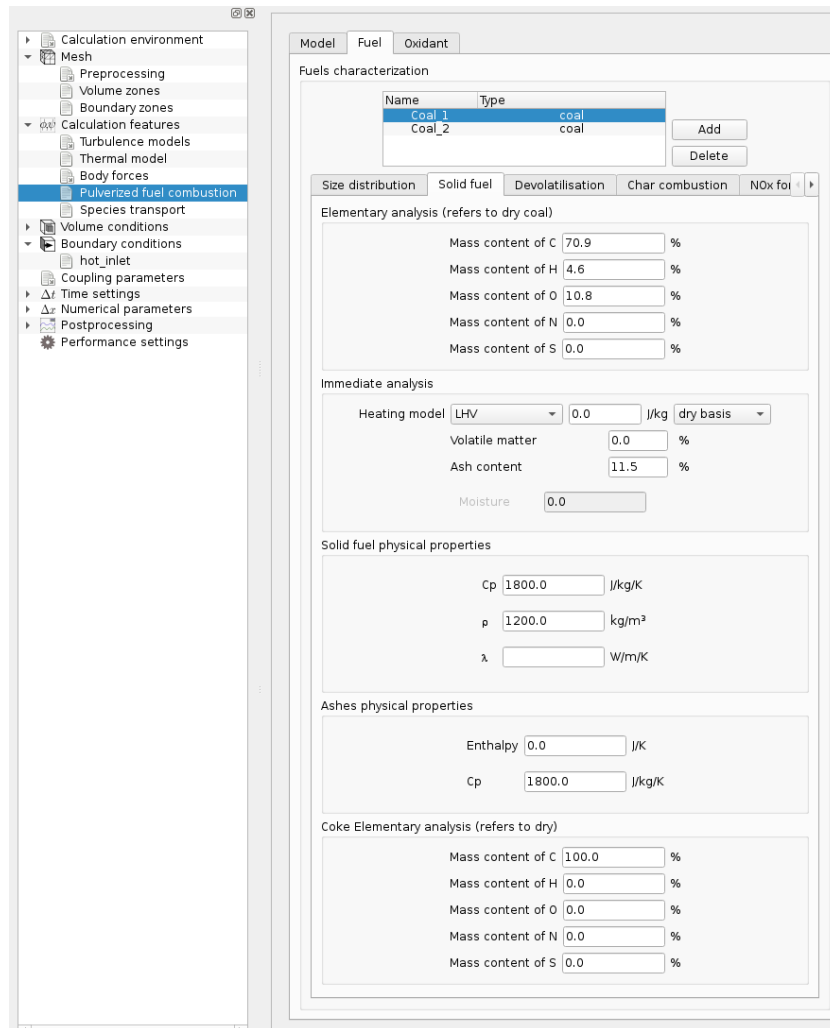 Calculation environment
Mesh
Preprocessing
Volume zones
Boundary zones
Calculation features
Turbulence models
Thermal model
Body forces
Pulverized fuel combustion
Species transport
Volume conditions
Boundary conditions
hot_inlet
Coupling parameters
Δt Time settings
Δx Numerical parameters
Postprocessing
Performance settings
Model Fuel Oxidant
Fuels characterization
Name Type
Coal_1 coal
Coal_2 coal
Add
Delete
Size distribution Solid fuel Devolatilisation Char combustion NOx for
Elementary analysis (refers to dry coal)
Mass content of C 70.9 %
Mass content of H 4.6 %
Mass content of O 10.8 %
Mass content of N 0.0 %
Mass content of S 0.0 %
Immediate analysis
Heating model LHV 0.0 J/kg dry basis
Volatile matter 0.0 %
Ash content 11.5 %
Moisture 0.0
Solid fuel physical properties
Cp 1800.0 J/kg/K
ρ 1200.0 kg/m³
λ W/m/K
Ashes physical properties
Enthalpy 0.0 J/K
Cp 1800.0 J/kg/K
Coke Elementary analysis (refers to dry)
Mass content of C 100.0 %
Mass content of H 0.0 %
Mass content of O 0.0 %
Mass content of N 0.0 %
Mass content of S 0.0 %